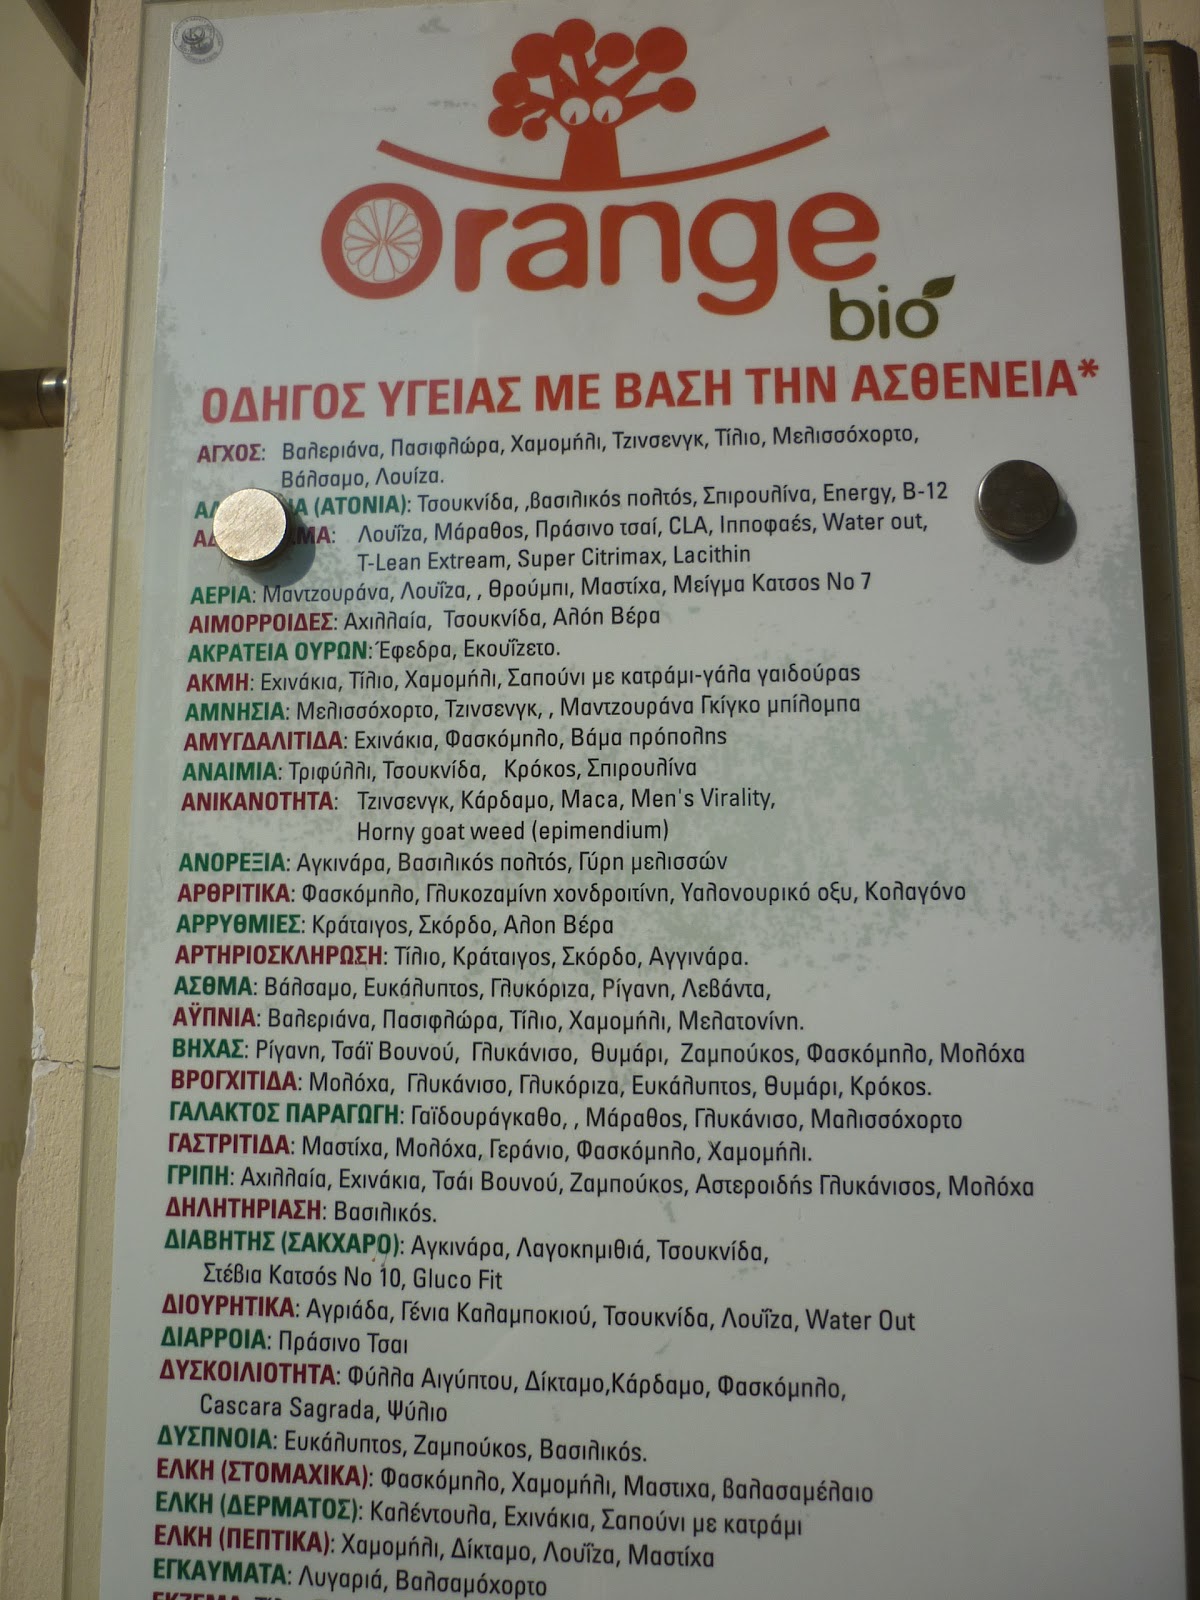 Orange
bio
ΟΔΗΓΟΣ ΥΓΕΙΑΣ ΜΕ ΒΑΣΗ ΤΗΝ ΑΣΘΕΝΕΙΑ*
ΑΓΧΟΣ: Βαλεριάνα, Πασιφλώρα, Χαμομήλι, Τζινσενγκ, Τίλιο, Μελισσόχορτο,
Βάλσαμο, Λουίζα.
(ΑΤΟΝΙΑ): Τσουκνίδα, ,βασιλικός πολτός, Σπιρουλίνα, Energy, B-12
Λουΐζα, Μάραθος, Πράσινο τσαί, CLA, Ιπποφαές, Water out,
T-Lean Extream, Super Citrimax, Lacithin
ΑΕΡΙΑ: Μαντζουράνα, Λουΐζα, , Θρούμπι, Μαστίχα, Μείγμα Κατσος Νο 7
ΑΙΜΟΡΡΟΙΔΕΣ: Αχιλλαία, Τσουκνίδα, Αλόη Βέρα
ΑΚΡΑΤΕΙΑ ΟΥΡΩΝ: Έφεδρα, Εκουΐζετο.
ΑΚΜΗ: Εχινάκια, Τίλιο, Χαμομήλι, Σαπούνι με κατράμι-γάλα γαιδούρας
ΑΜΝΗΣΙΑ: Μελισσόχορτο, Τζινσενγκ, , Μαντζουράνα Γκίγκο μπίλομπα
ΑΜΥΓΔΑΛΙΤΙΔΑ: Εχινάκια, Φασκόμηλο, Βάμα πρόπολης
ΑΝΑΙΜΙΑ: Τριφύλλι, Τσουκνίδα, Κρόκος, Σπιρουλίνα
ΑΝΙΚΑΝΟΤΗΤΑ: Τζινσενγκ, Κάρδαμο, Maca, Men's Virality,
Horny goat weed (epimendium)
ΑΝΟΡΕΞΙΑ: Αγκινάρα, Βασιλικός πολτός, Γύρη μελισσών
ΑΡΘΡΙΤΙΚΑ: Φασκόμηλο, Γλυκοζαμίνη χονδροιτίνη, Υαλονουρικό οξυ, Κολαγόνο
ΑΡΡΥΘΜΙΕΣ: Κράταιγος, Σκόρδο, Αλοη Βέρα
ΑΡΤΗΡΙΟΣΚΛΗΡΩΣΗ: Τίλιο, Κράταιγος, Σκόρδο, Αγγινάρα.
ΑΣΘΜΑ: Βάλσαμο, Ευκάλυπτος, Γλυκόριζα, Ρίγανη, Λεβάντα,
ΑΫΠΝΙΑ: Βαλεριάνα, Πασιφλώρα, Τίλιο, Χαμομήλι, Μελατονίνη.
ΒΗΧΑΣ: Ρίγανη, Τσάϊ Βουνού, Γλυκάνισο, Θυμάρι, Ζαμπούκος, Φασκόμηλο, Μολόχα
ΒΡΟΓΧΙΤΙΔΑ: Μολόχα, Γλυκάνισο, Γλυκόριζα, Ευκάλυπτος, Θυμάρι, Κρόκος.
ΓΑΛΑΚΤΟΣ ΠΑΡΑΓΩΓΗ: Γαϊδουράγκαθο, , Μάραθος, Γλυκάνισο, Μαλισσόχορτο
ΓΑΣΤΡΙΤΙΔΑ: Μαστίχα, Μολόχα, Γεράνιο, Φασκόμηλο, Χαμομήλι.
ΓΡΙΠΗ: Αχιλλαία, Εχινάκια, Τσάι Βουνού, Ζαμπούκος, Αστεροιδής Γλυκάνισος, Μολόχα
ΔΗΛΗΤΗΡΙΑΣΗ: Βασιλικός.
ΔΙΑΒΗΤΗΣ (ΣΑΚΧΑΡΟ): Αγκινάρα, Λαγοκημιθιά, Τσουκνίδα,
Στέβια Κατσός Νο 10, Gluco Fit
ΔΙΟΥΡΗΤΙΚΑ: Αγριάδα, Γένια Καλαμποκιού, Τσουκνίδα, Λουΐζα, Water Out
ΔΙΑΡΡΟΙΑ: Πράσινο Τσαι
ΔΥΣΚΟΙΛΙΟΤΗΤΑ: Φύλλα Αιγύπτου, Δίκταμο,Κάρδαμο, Φασκόμηλο,
Cascara Sagrada, Ψύλιο
ΔΥΣΠΝΟΙΑ: Ευκάλυπτος, Ζαμπούκος, Βασιλικός.
ΕΛΚΗ (ΣΤΟΜΑΧΙΚΑ): Φασκόμηλο, Χαμομήλι, Μαστιχα, βαλασαμέλαιο
ΕΛΚΗ (ΔΕΡΜΑΤΟΣ): Καλέντουλα, Εχινάκια, Σαπούνι με κατράμι
ΕΛΚΗ (ΠΕΠΤΙΚΑ): Χαμομήλι, Δίκταμο, Λουΐζα, Μαστίχα
ΕΓΚΑΥΜΑΤΑ: Λυγαριά, Βαλσαμόχορτο